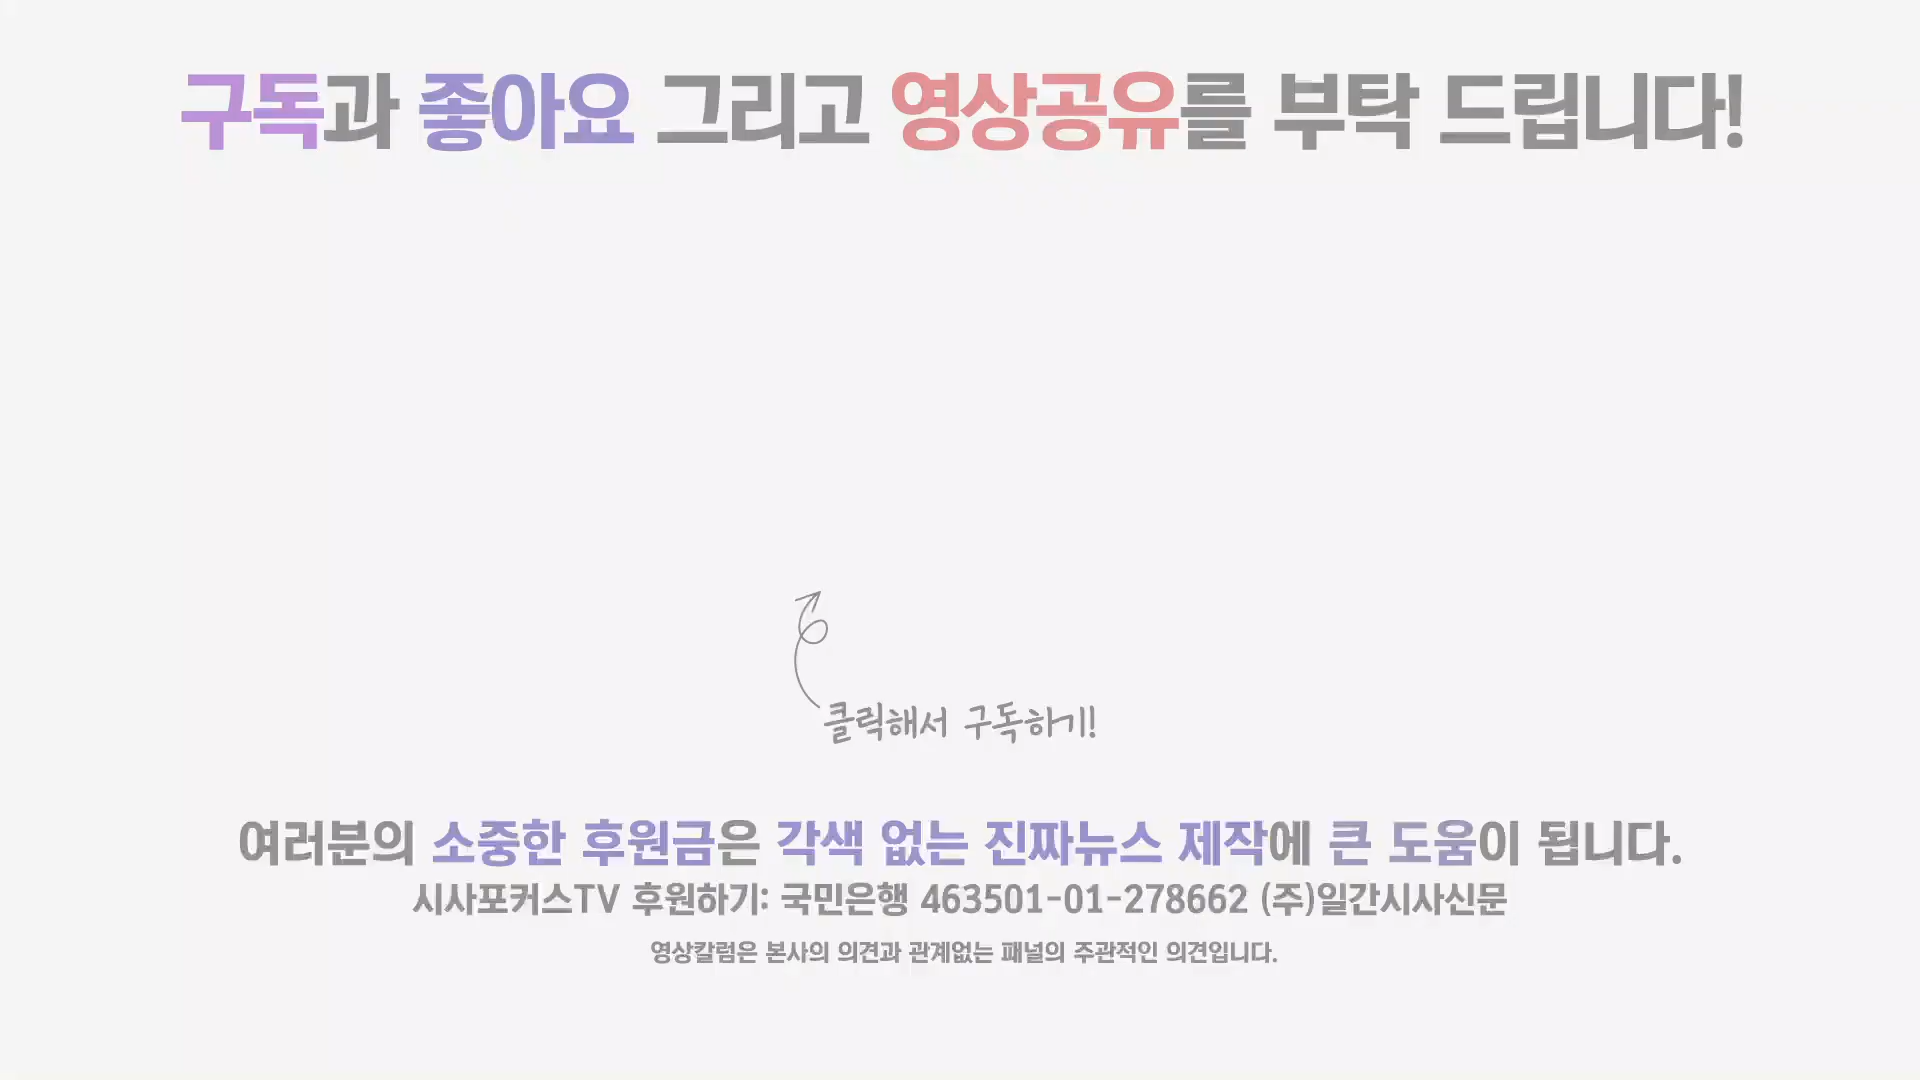 구독과 좋아요 그리고 영상공유를 부탁 드립니다!
클릭해서 구독하기!
여러분의 소중한 후원금은 각색 없는 진짜뉴스 제작에 큰 도움이 됩니다.
시사포커스TV 후원하기: 국민은행 463501-01-278662 (주)일간시사신문
영상칼럼은 본사의 의견과 관계없는 패널의 주관적인 의견입니다.